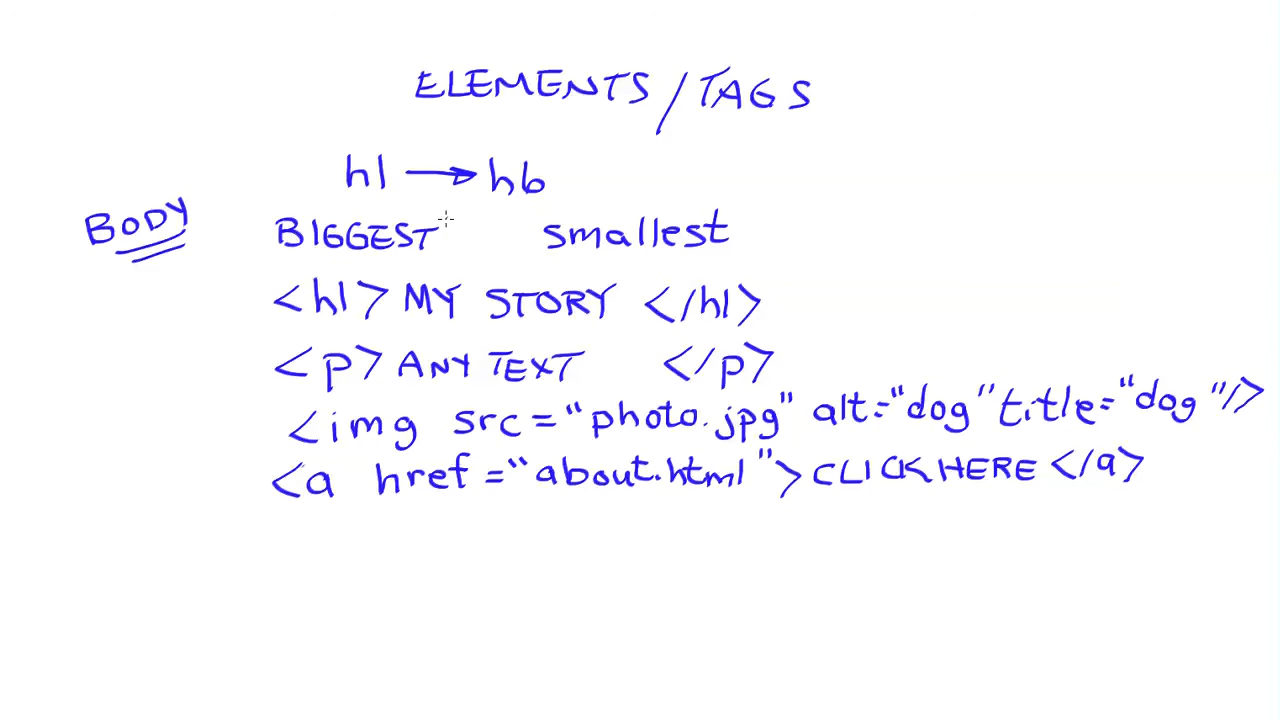 ELEMENTS/TAGS
h1 → h6
BODY BIGGEST smallest
<h1> MY STORY </h1>
<p> ANY TEXT </p>
<img src="photo.jpg" alt="dog" title="dog"/>
<a href="about.html">CLICK HERE </a>